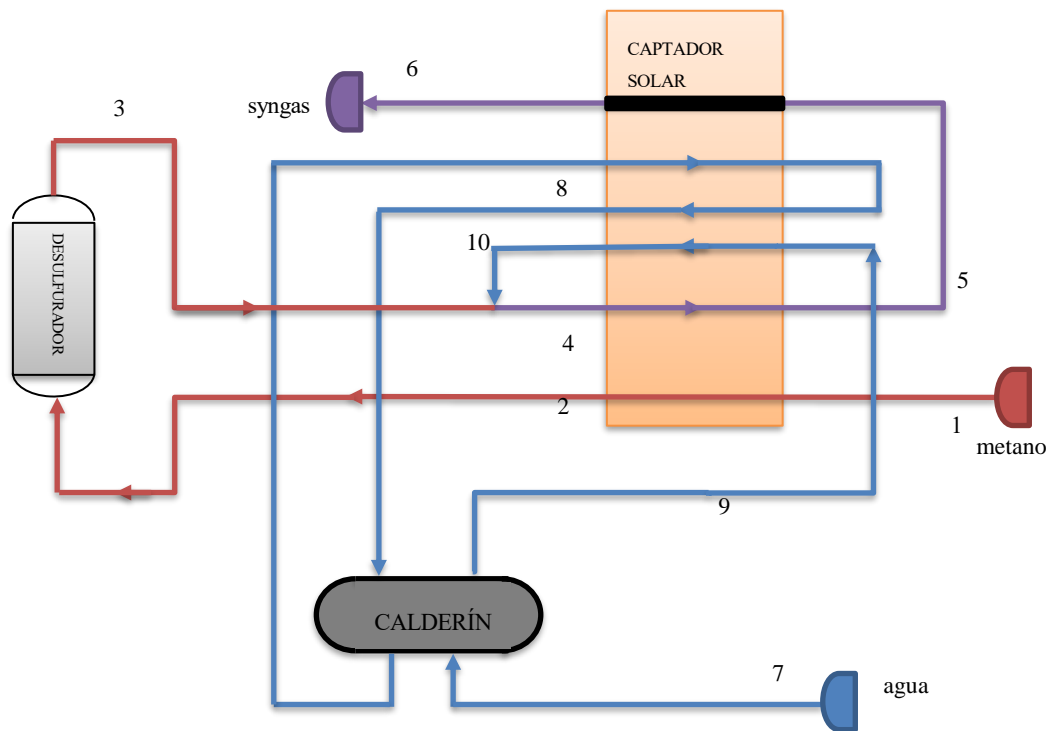 CAPTADOR
SOLAR
6
syngas
3
8
10
DESULFURADOR
5
4
2
1
metano
9
CALDERÍN
7
agua